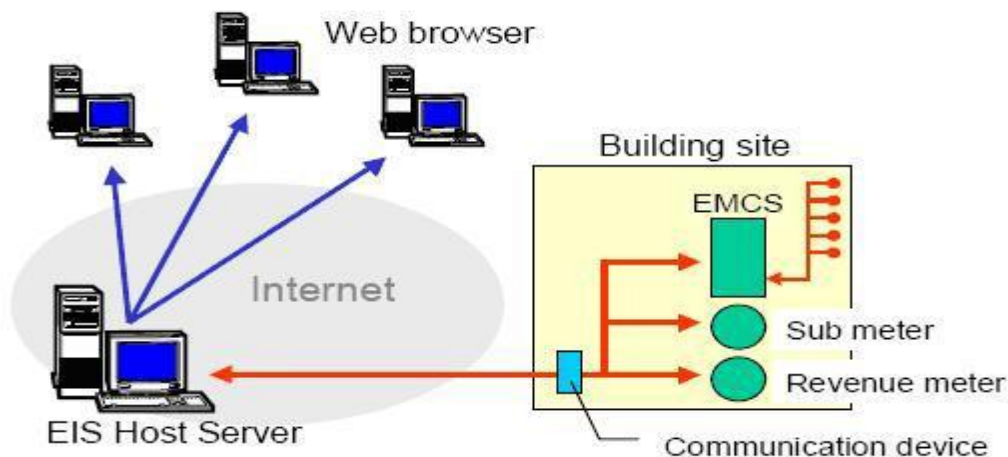 Web browser
Building site
EMCS
Internet
Sub meter
Revenue meter
EIS Host Server
Communication device